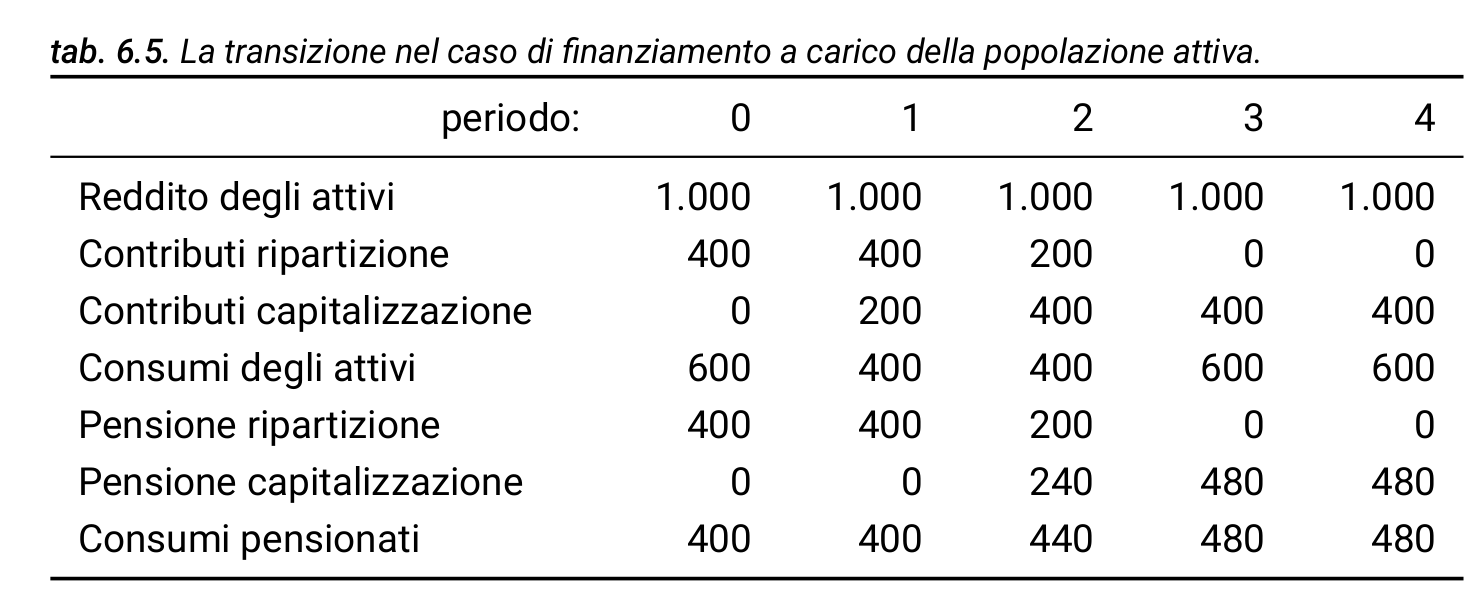 tab. 6.5. La transizione nel caso di finanziamento a carico della popolazione attiva.
periodo: 0 1 2 3 4
Reddito degli attivi 1.000 1.000 1.000 1.000 1.000
Contributi ripartizione 400 400 200 0 0
Contributi capitalizzazione 0 200 400 400 400
Consumi degli attivi 600 400 400 600 600
Pensione ripartizione 400 400 200 0 0
Pensione capitalizzazione 0 0 240 480 480
Consumi pensionati 400 400 440 480 480